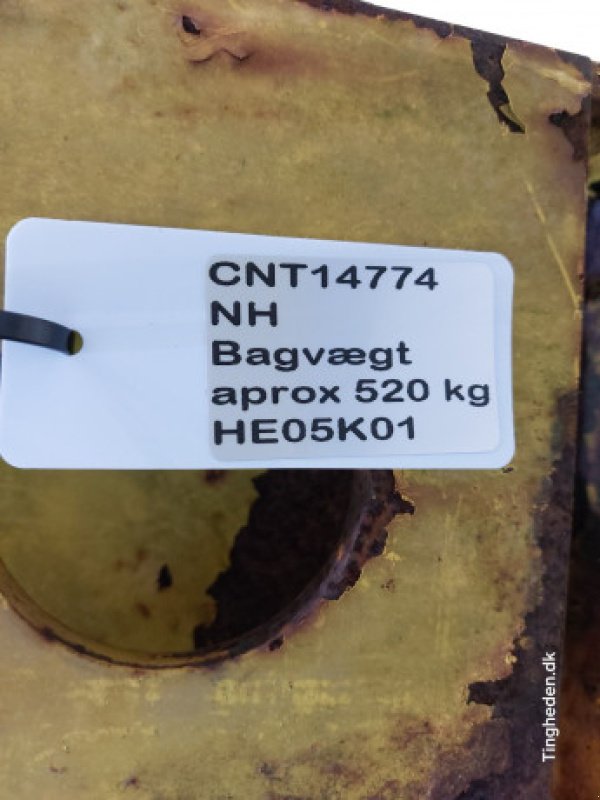 CNT14774
NH
Bagvægt
aprox 520 kg
HE05K01
Tingheden.dk